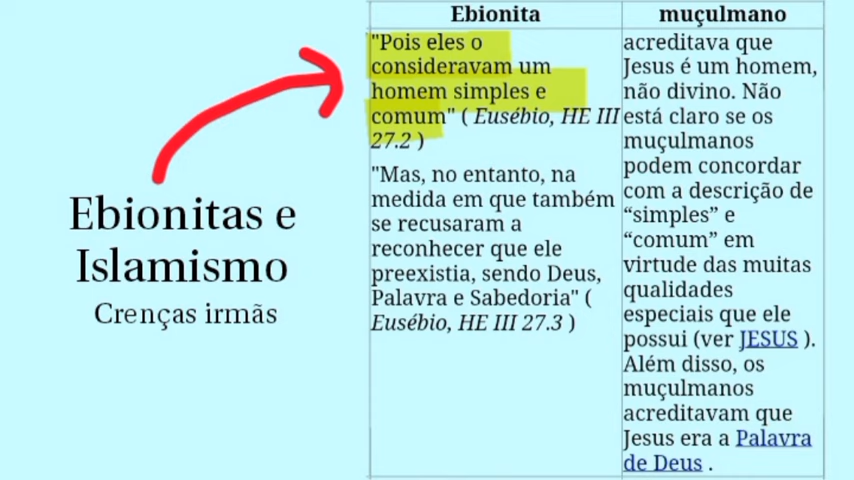 Ebionitas e
Islamismo
Crenças irmãs
Ebionita
"Pois eles o
consideravam um
homem simples e
comum" ( Eusébio, HE III
27.2 )
"Mas, no entanto, na
medida em que também
se recusaram a
reconhecer que ele
preexistia, sendo Deus,
Palavra e Sabedoria" (
Eusébio, HE III 27.3 )
muçulmano
acreditava que
Jesus é um homem,
não divino. Não
está claro se os
muçulmanos
podem concordar
com a descrição de
“simples” e
“comum” em
virtude das muitas
qualidades
especiais que ele
possui (ver JESUS ).
Além disso, os
muçulmanos
acreditavam que
Jesus era a Palavra
de Deus .